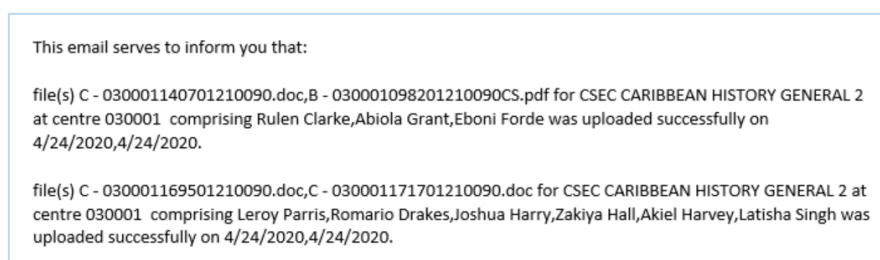 This email serves to inform you that:
file(s) C - 030001140701210090.doc,B - 030001098201210090CS.pdf for CSEC CARIBBEAN HISTORY GENERAL 2
at centre 030001  comprising Rulen Clarke,Abiola Grant,Eboni Forde was uploaded successfully on
4/24/2020,4/24/2020.
file(s) C - 030001169501210090.doc,C - 030001171701210090.doc for CSEC CARIBBEAN HISTORY GENERAL 2 at
centre 030001  comprising Leroy Parris,Romario Drakes,Joshua Harry,Zakiya Hall,Akiel Harvey,Latisha Singh was
uploaded successfully on 4/24/2020,4/24/2020.